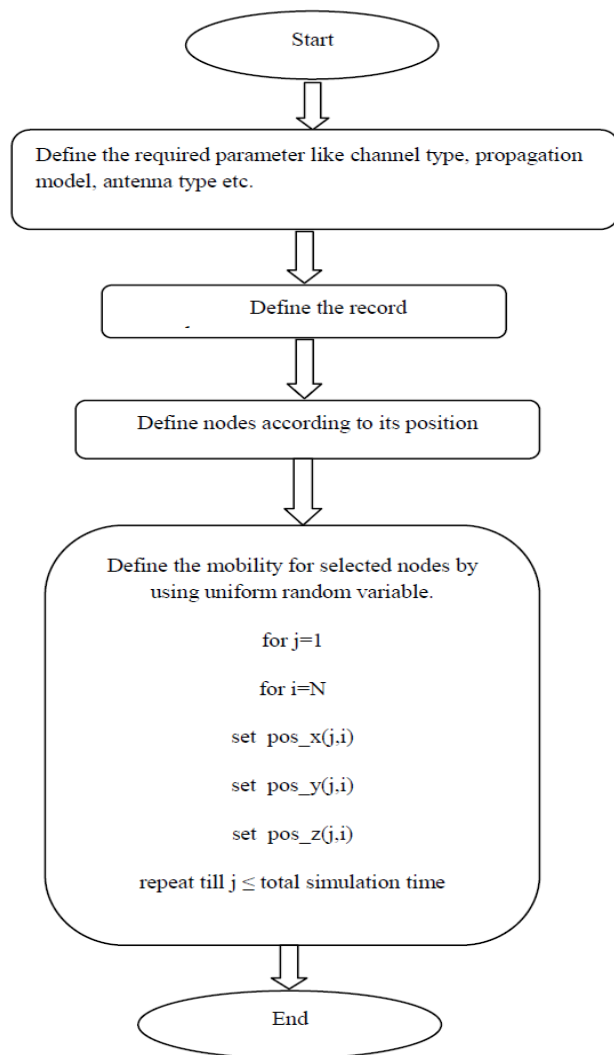 Start
Define the required parameter like channel type, propagation
model, antenna type etc.
Define the record
Define nodes according to its position
Define the mobility for selected nodes by
using uniform random variable.
for j=1
for i=N
set pos_x(j,i)
set pos_y(j,i)
set pos_z(j,i)
repeat till j ≤ total simulation time
End